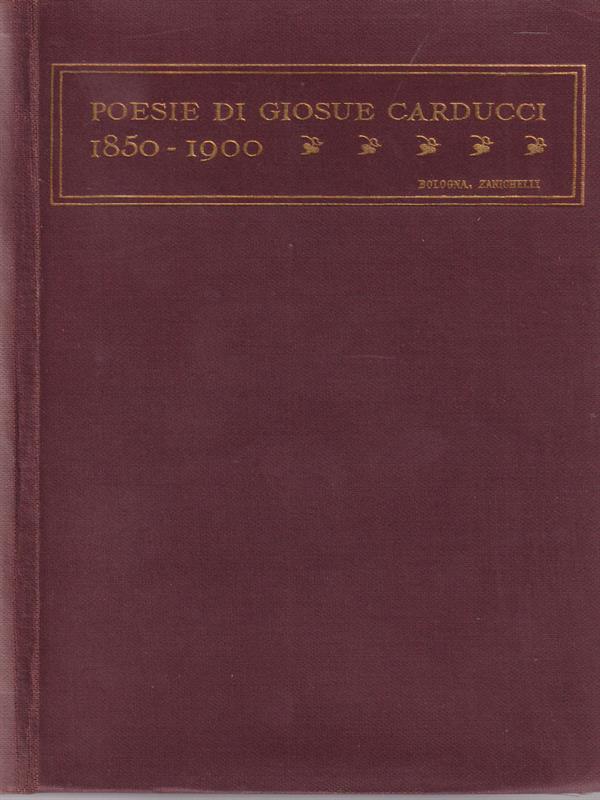 POESIE DI GIOSUE CARDUCCI
1850-1900
BOLOGNA, ZANICHELLI